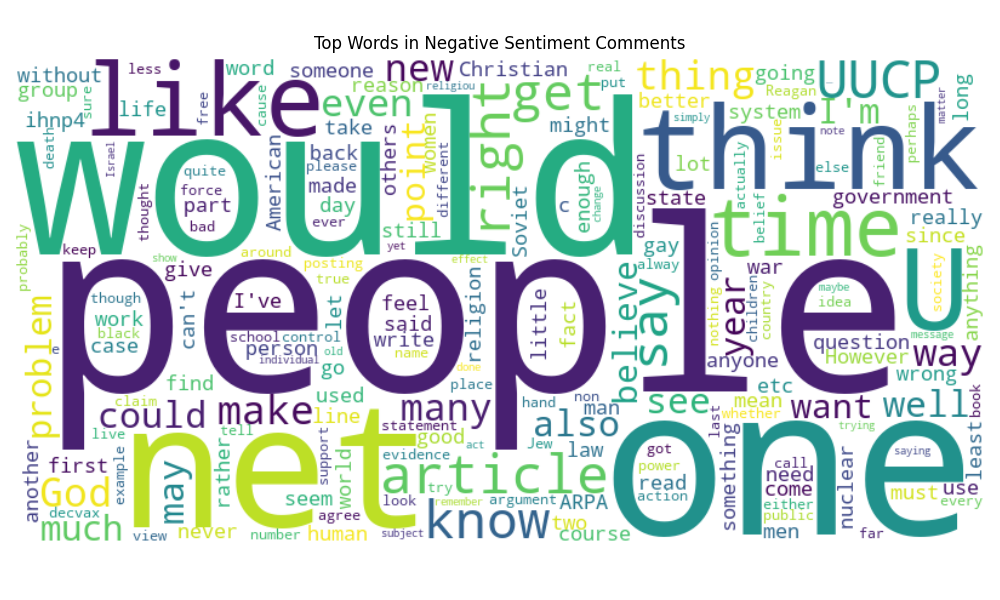 Top Words in Negative Sentiment Comments
without
less
word
someone
new
Christian
thing
going
UUCP
real
put
long
group
sure
like
religiou
reason
even
get
better
Reagan
system
I'm
ihnp4
life
free
cause
might
simply
issue
note
perhaps
matter
take
others
point
women
right
would
think
death
Israel
quite
American
back
please
different
enough
change
discussion
lot
actually
else
friend
thought
force
part
bad
made
day
ever
still
Soviet
c
state
belief
government
really
since
probably
keep
show
give
around
yet
posting
true
effect
gay
alway
opinion
time
war
children
country
maybe
idea
society
anything
people
U
though
work
black
case
can't
I've
let
feel
said
write
name
religion
little
fact
believe
say
nothing
year
question
message
problem
le
school
control
person
individual
old
go
done
anyone
However
way
wrong
claim
find
used
place
etc
could
make
line
many
hand
non
man
see
mean
whether
want
well
book
last
trying
live
tell
statement
good
act
also
another
first
example
net
rather
support
world
evidence
Jew
law
got
one
something
call
need
come
saying
least
God
decvax
may
seem
article
look
try
remember
argument
ARPA
read
power
action
either
public
nuclear
must
use
every
much
view
never
number
human
agree
subject
know
two
course
men
far